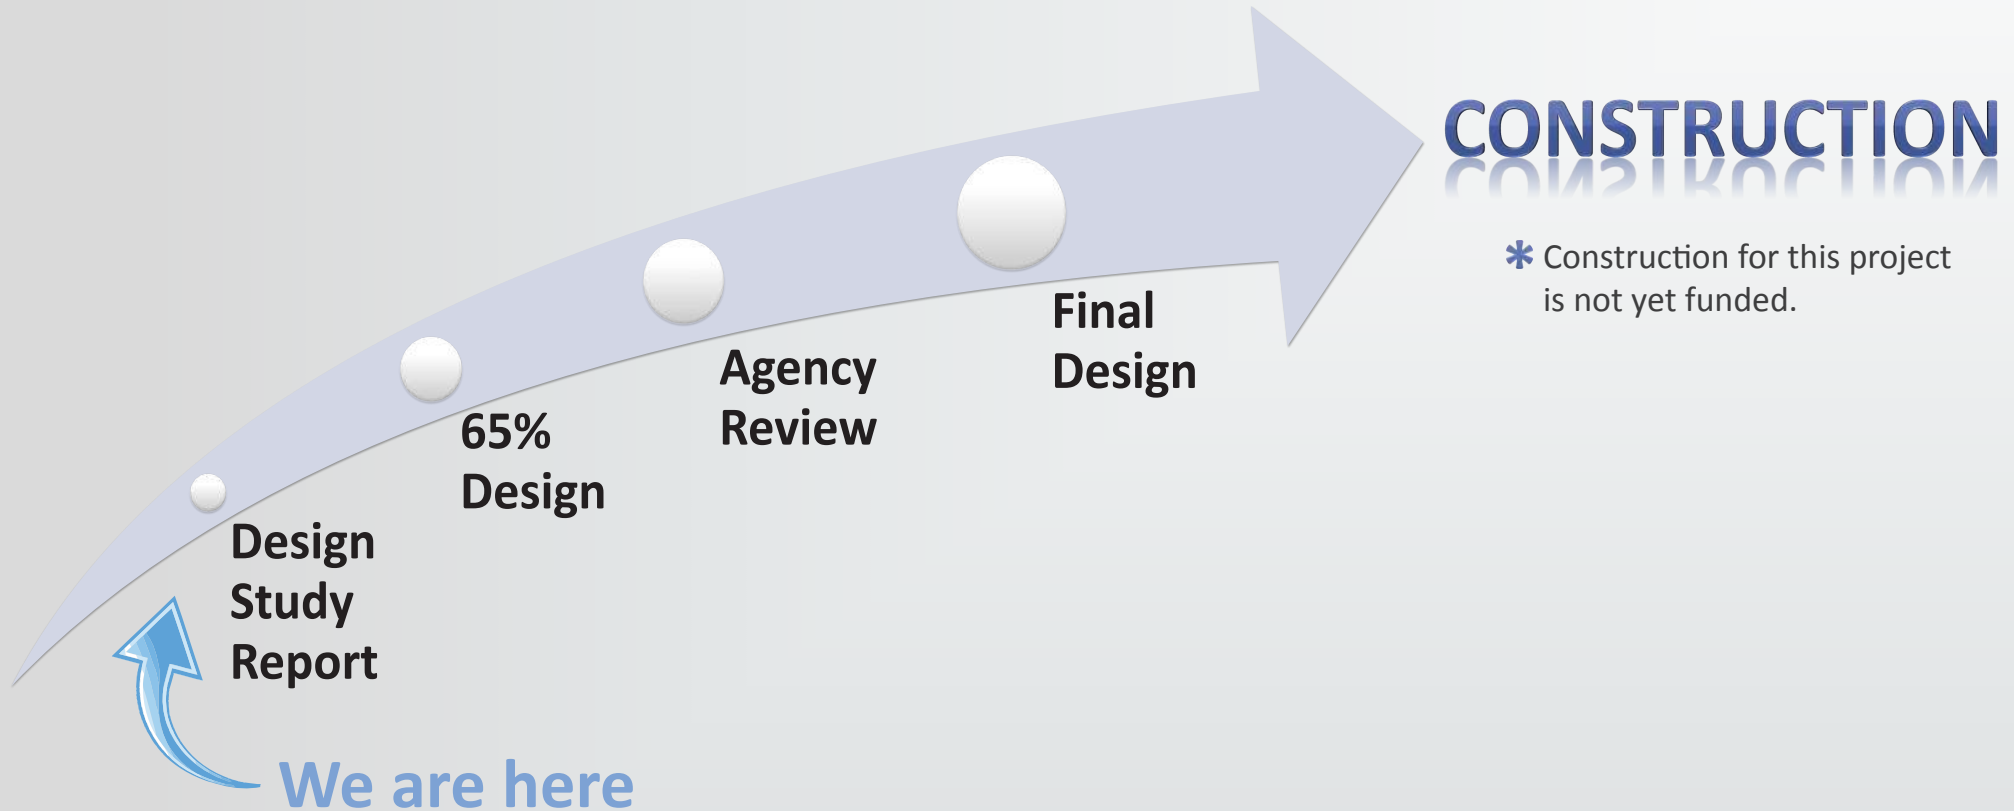 CONSTRUCTION
* Construction for this project
is not yet funded.
Final
Design
Agency
Review
65%
Design
Design
Study
Report
We are here